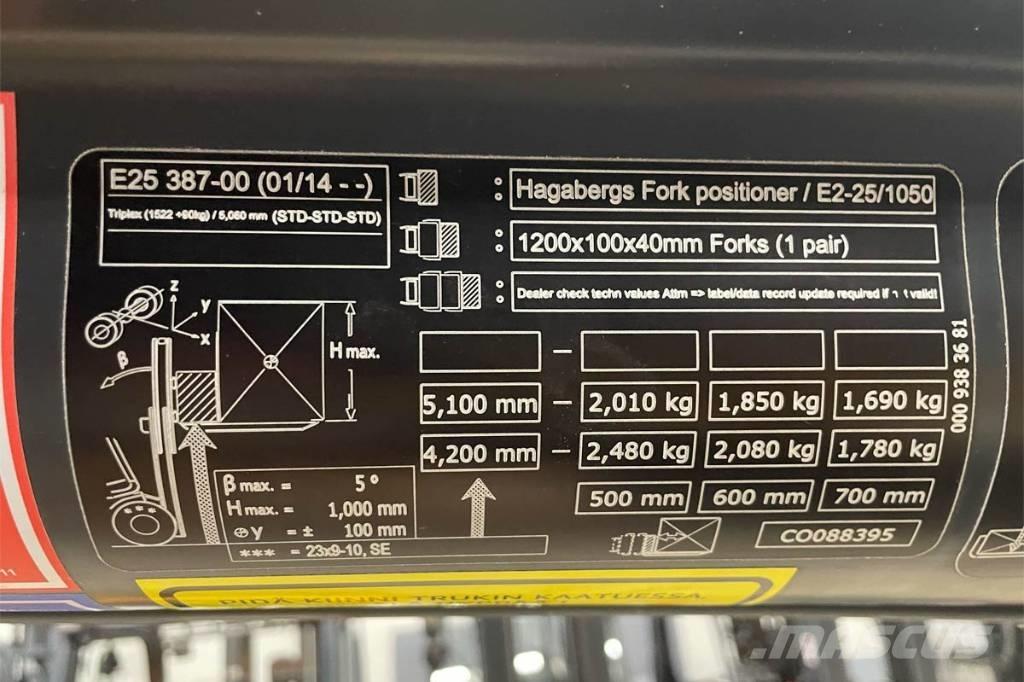 E25 387-00 (01/14 - -)
Triplex (1522 +90kg) / 5,060 mm (STD-STD-STD)
: Hagabergs Fork positioner / E2-25/1050
: 1200x100x40mm Forks (1 pair)
: Dealer check techn values Attm => label/data record update required if valid!
z
y
x
β
H max.
–
5,100 mm – 2,010 kg 1,850 kg 1,690 kg
4,200 mm – 2,480 kg 2,080 kg 1,780 kg
500 mm 600 mm 700 mm
β max. = 5°
H max. = 1,000 mm
y = ± 100 mm
*** = 23x9-10, SE
CO088395
000 938 36 81
11
PIDÄ KIINNI TRUKIN KAATUESSA
MASCUS